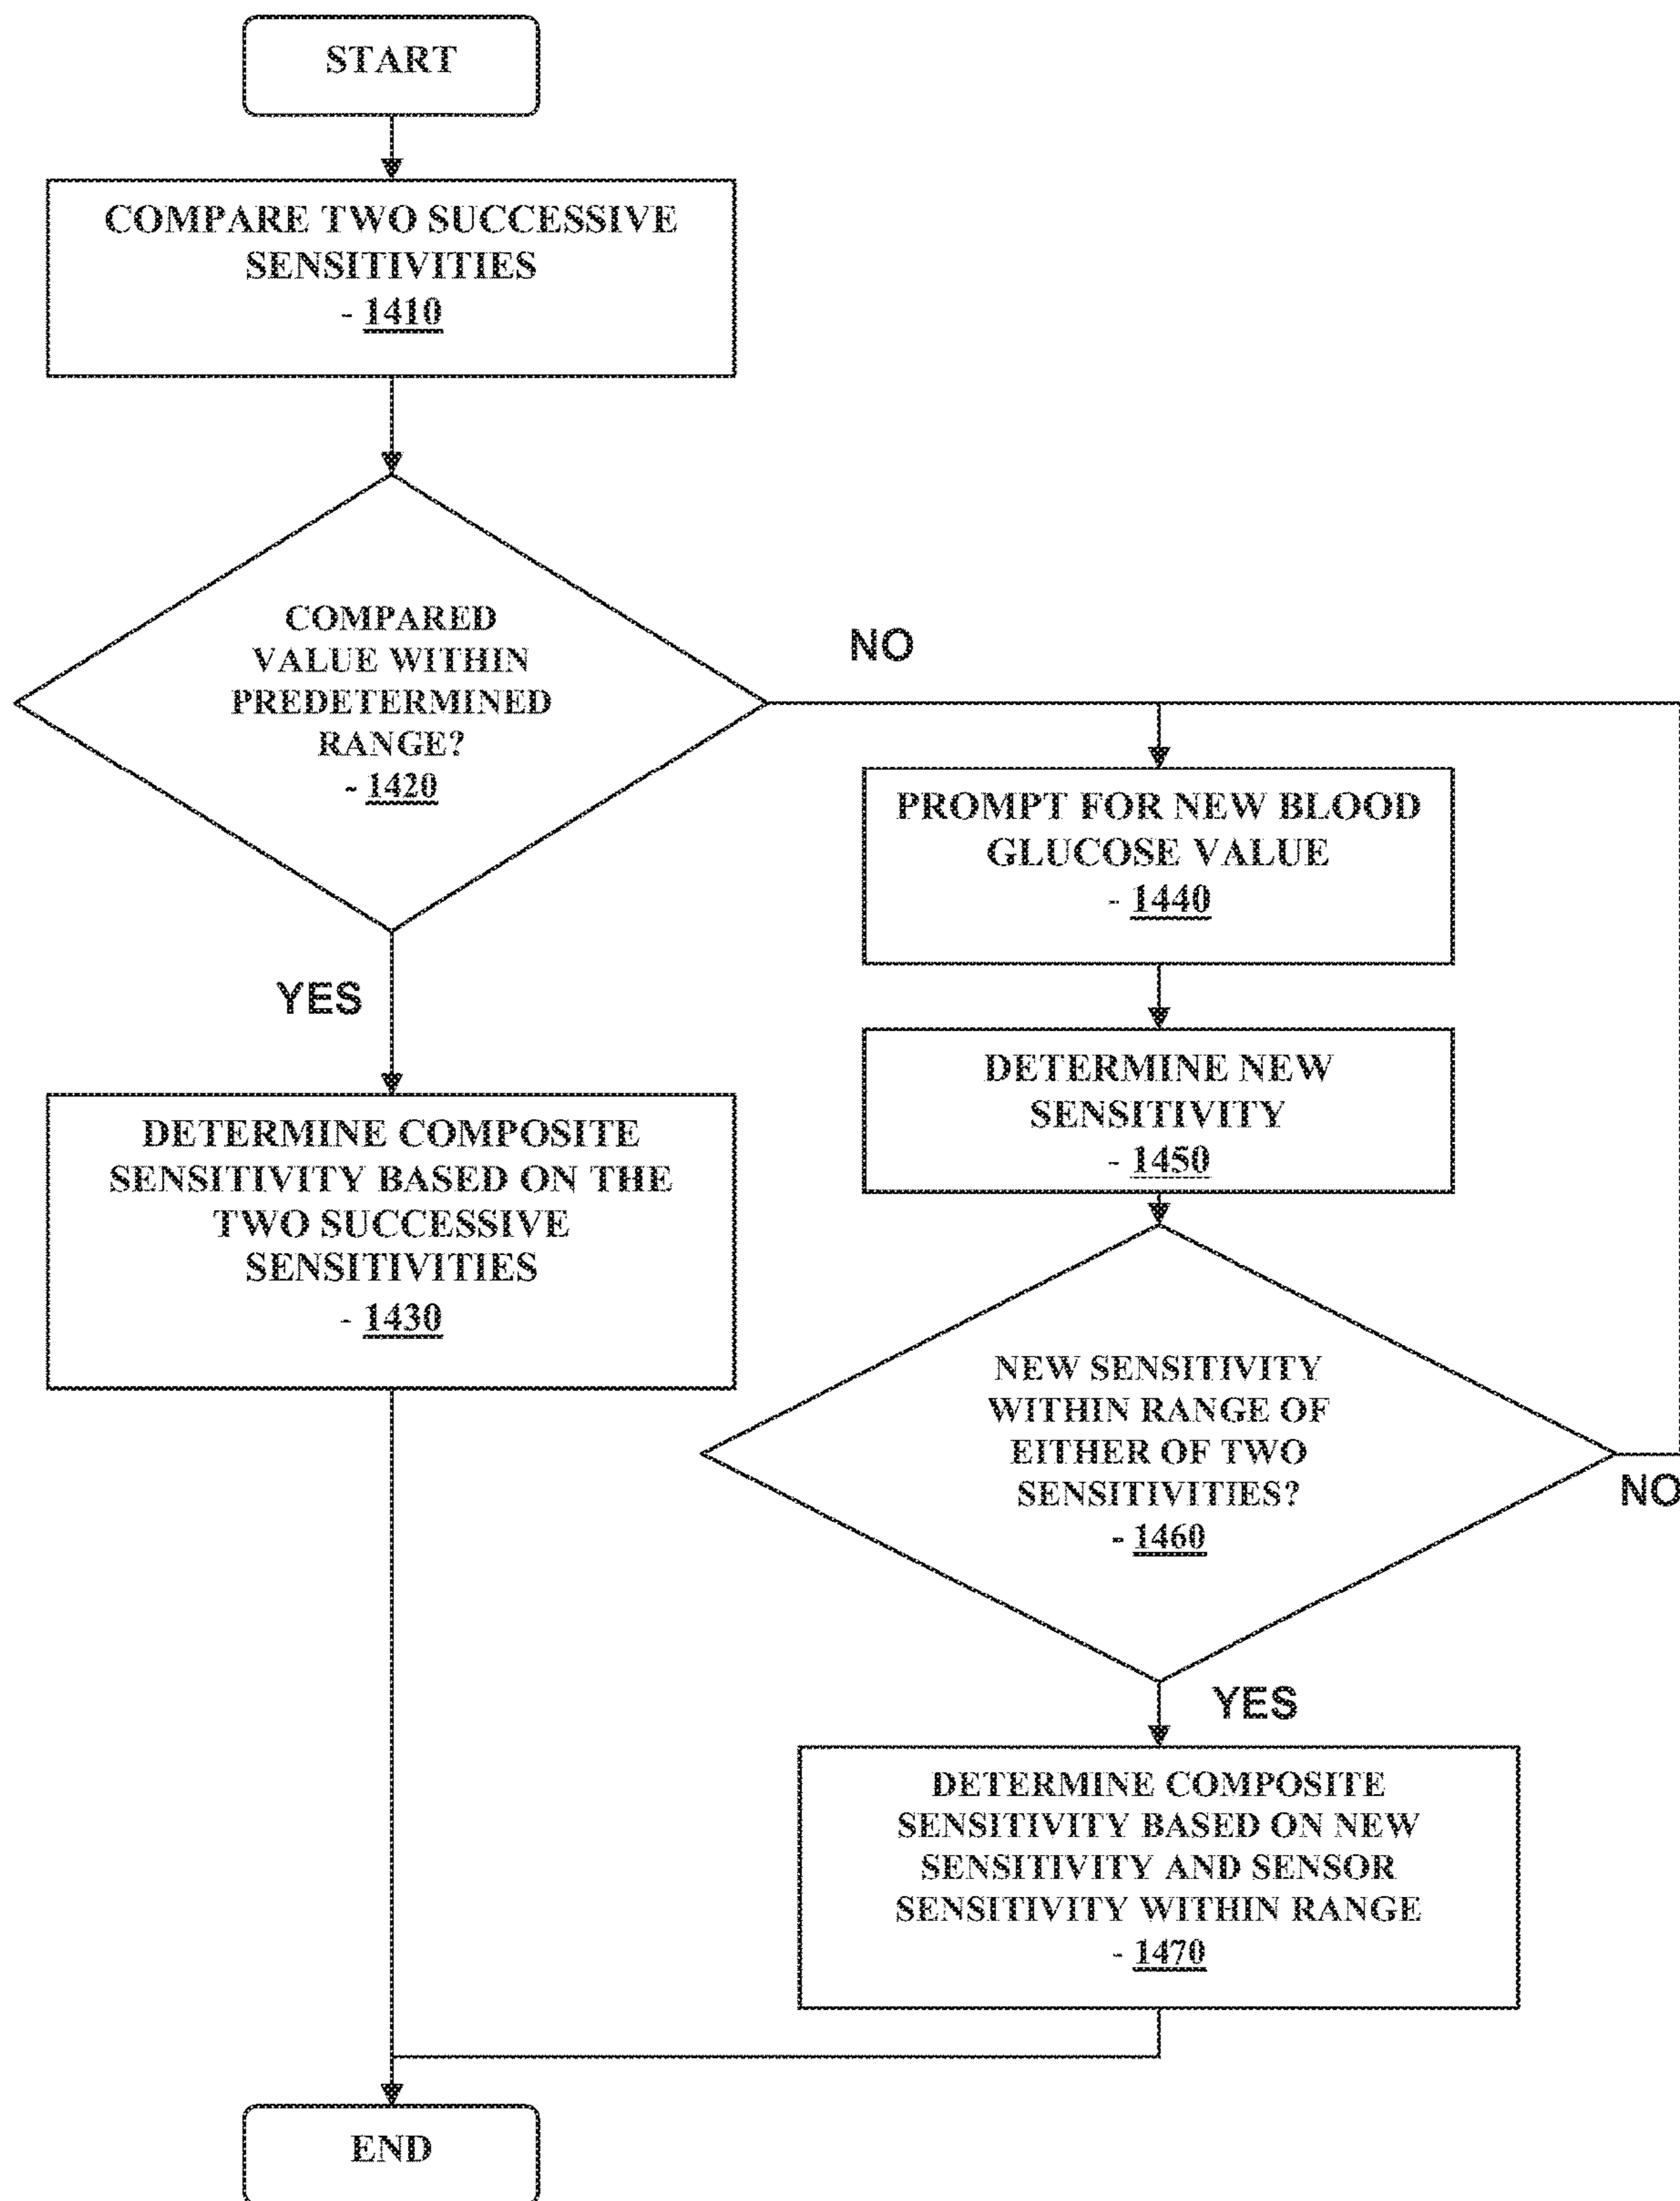 START
COMPARE TWO SUCCESSIVE
SENSITIVITIES
- 1410
COMPARED
VALUE WITHIN
PREDETERMINED
RANGE?
- 1420
NO
PROMPT FOR NEW BLOOD
GLUCOSE VALUE
- 1440
YES
DETERMINE NEW
SENSITIVITY
- 1450
DETERMINE COMPOSITE
SENSITIVITY BASED ON THE
TWO SUCCESSIVE
SENSITIVITIES
- 1430
NEW SENSITIVITY
WITHIN RANGE OF
EITHER OF TWO
SENSITIVITIES?
- 1460
NO
YES
DETERMINE COMPOSITE
SENSITIVITY BASED ON NEW
SENSITIVITY AND SENSOR
SENSITIVITY WITHIN RANGE
- 1470
END